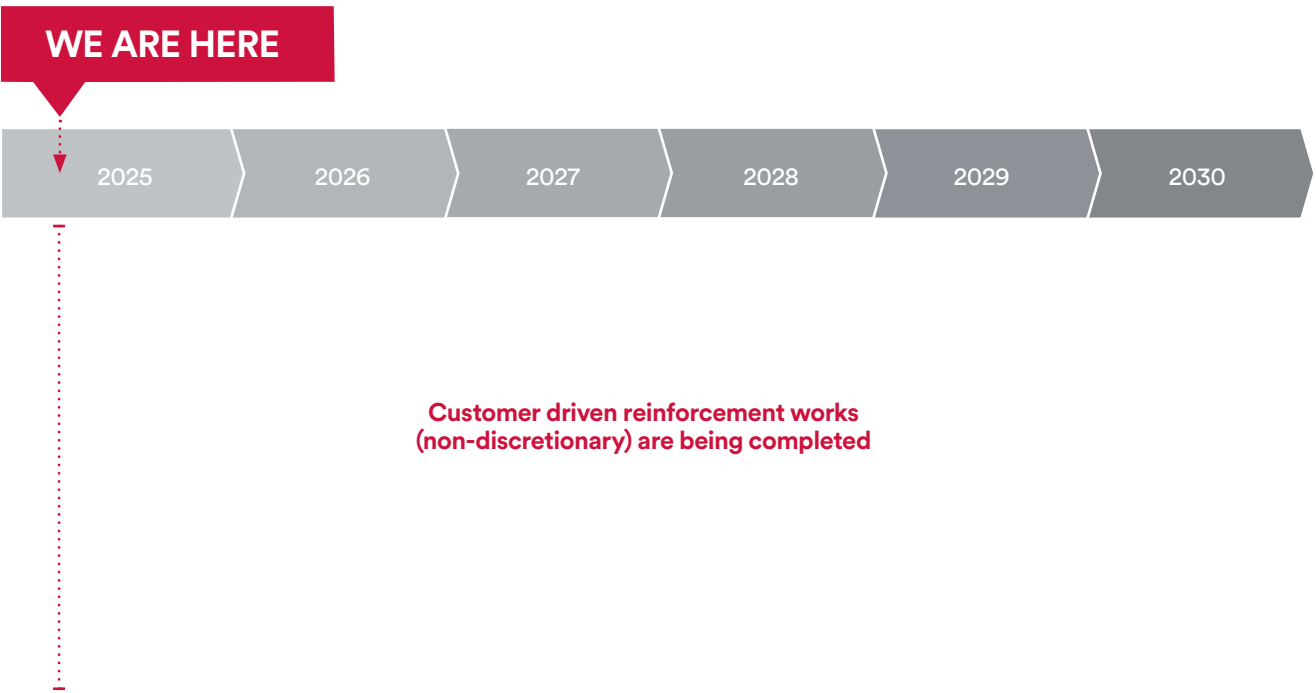 WE ARE HERE
2025 2026 2027 2028 2029 2030
Customer driven reinforcement works
(non-discretionary) are being completed